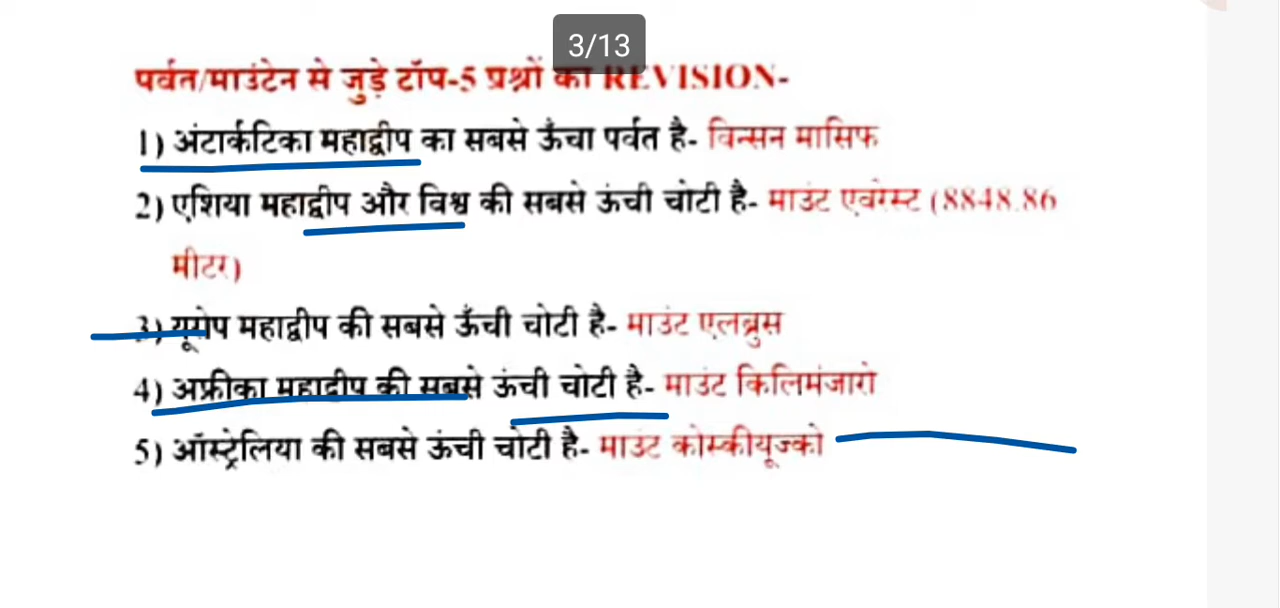 3/13
पर्वत/माउंटेन से जुड़े टॉप-5 प्रश्नों का REVISION-
1) अंटार्कटिका महाद्वीप का सबसे ऊँचा पर्वत है- विन्सन मासिफ
2) एशिया महाद्वीप और विश्व की सबसे ऊंची चोटी है- माउंट एवरेस्ट (8848.86
मीटर)
3) यूरोप महाद्वीप की सबसे ऊँची चोटी है- माउंट एलब्रुस
4) अफ्रीका महाद्वीप की सबसे ऊंची चोटी है- माउंट किलिमंजारो
5) ऑस्ट्रेलिया की सबसे ऊंची चोटी है- माउंट कोस्कीयूज्को